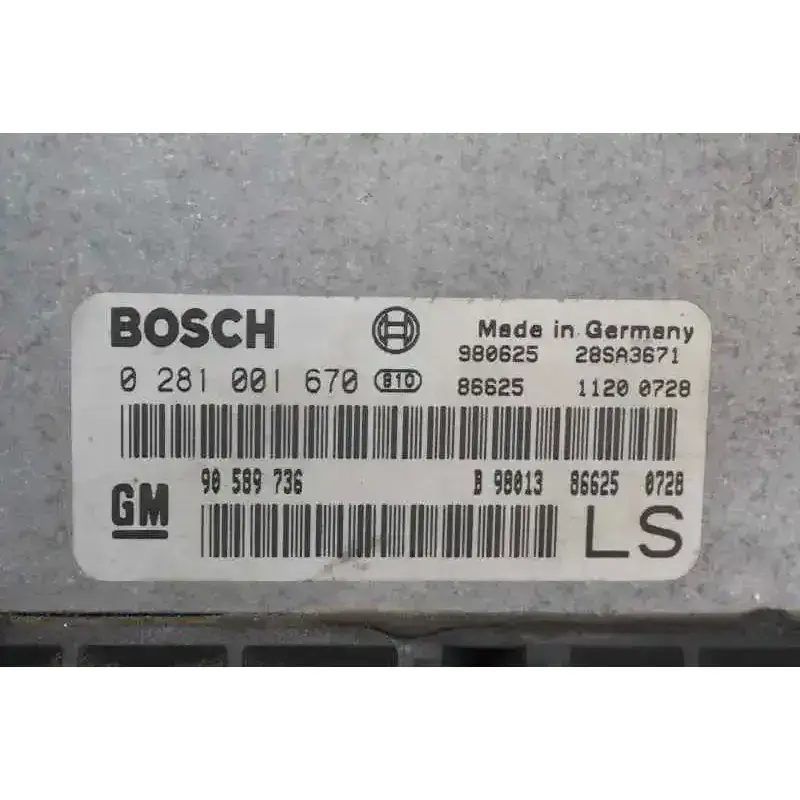 BOSCH Made in Germany
980625 28SA3671
0 281 001 670 810 86625 1120 0728
90 589 736 B 98013 86625 0728
GM LS